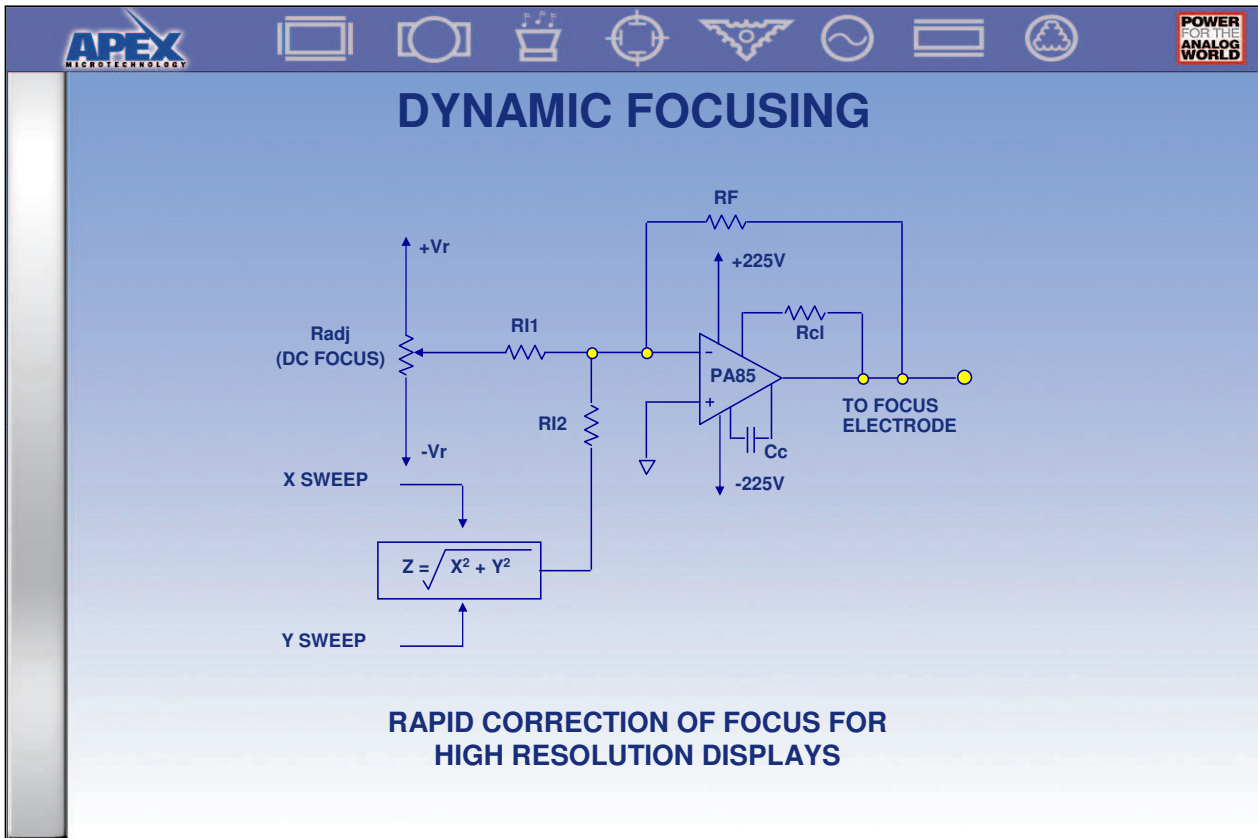 APEX
MICROTECHNOLOGY
POWER
FOR THE
ANALOG
WORLD
DYNAMIC FOCUSING
RF
+Vr
+225V
Radj
(DC FOCUS)
RI1
Rcl
−
PA85
+
RI2
TO FOCUS
ELECTRODE
Cc
-Vr
-225V
X SWEEP
Z = √X² + Y²
Y SWEEP
RAPID CORRECTION OF FOCUS FOR
HIGH RESOLUTION DISPLAYS